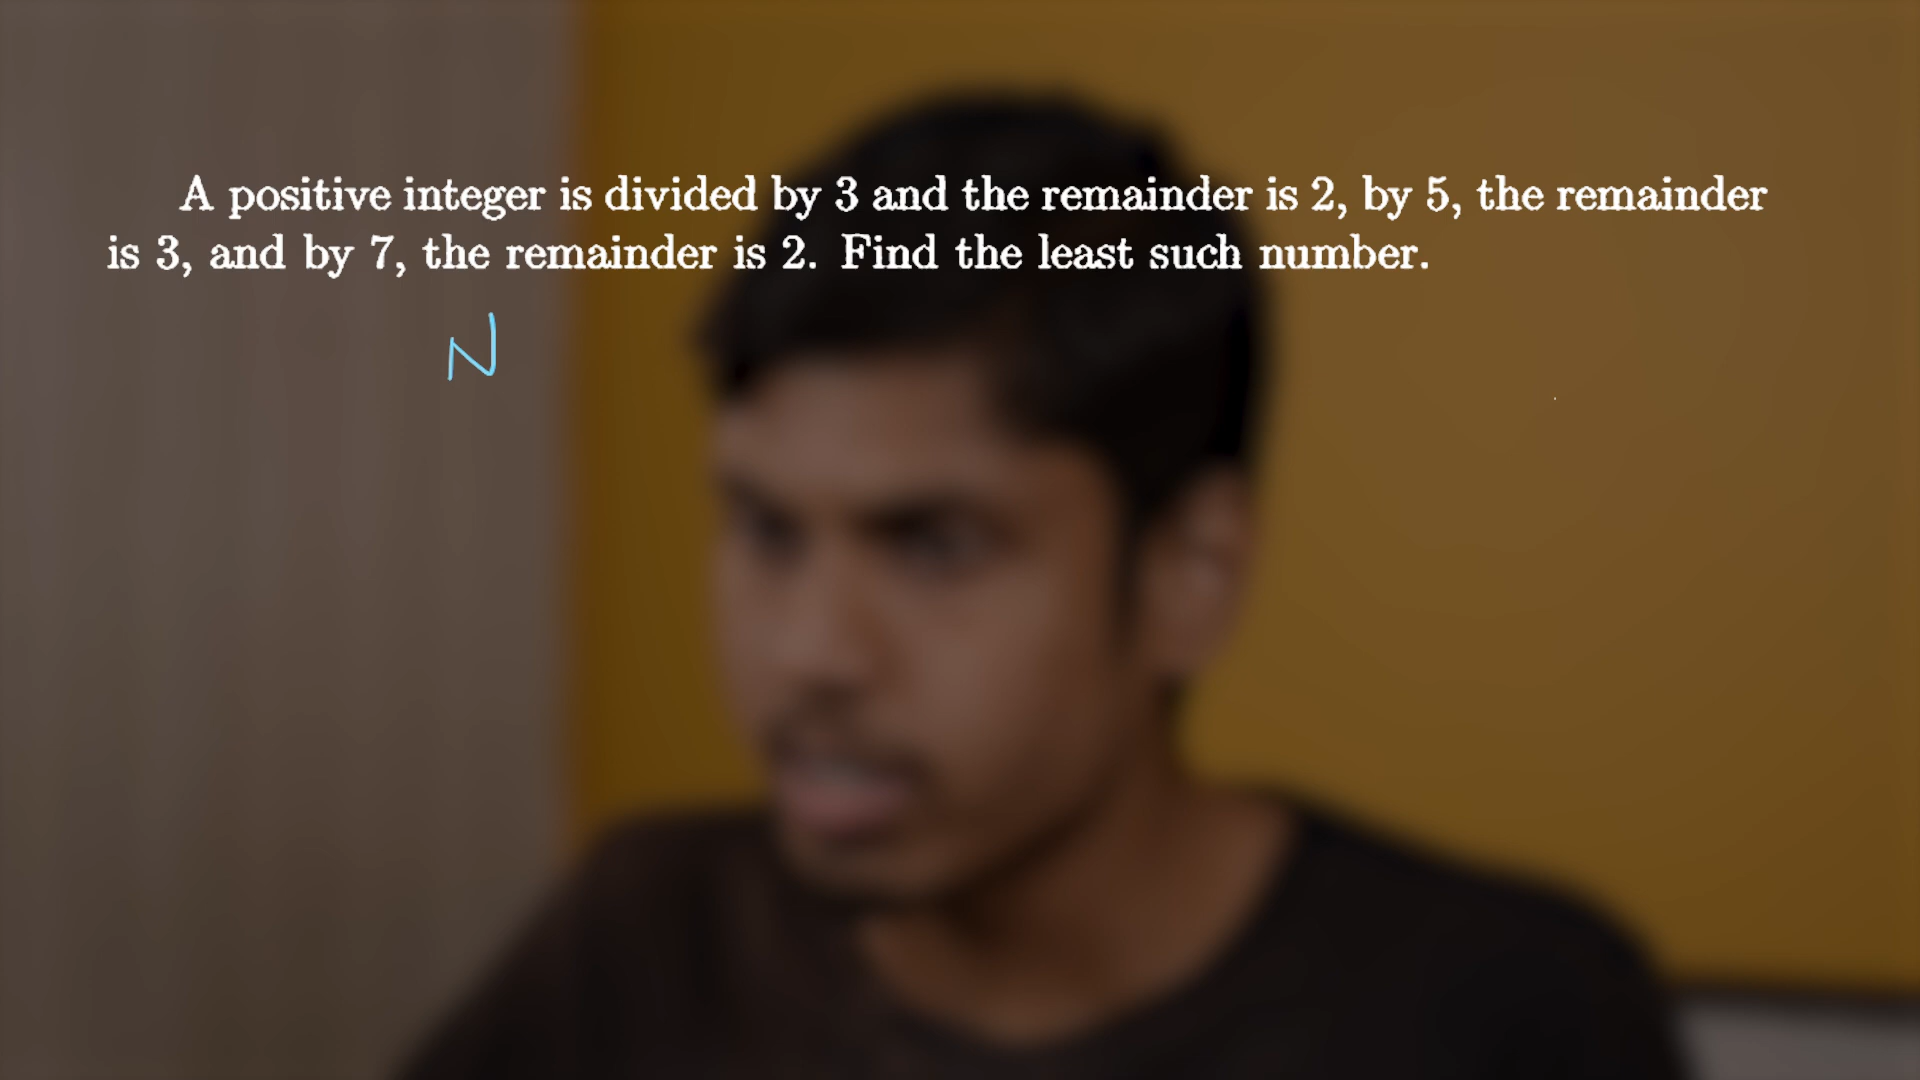 A positive integer is divided by 3 and the remainder is 2, by 5, the remainder
is 3, and by 7, the remainder is 2. Find the least such number.
N